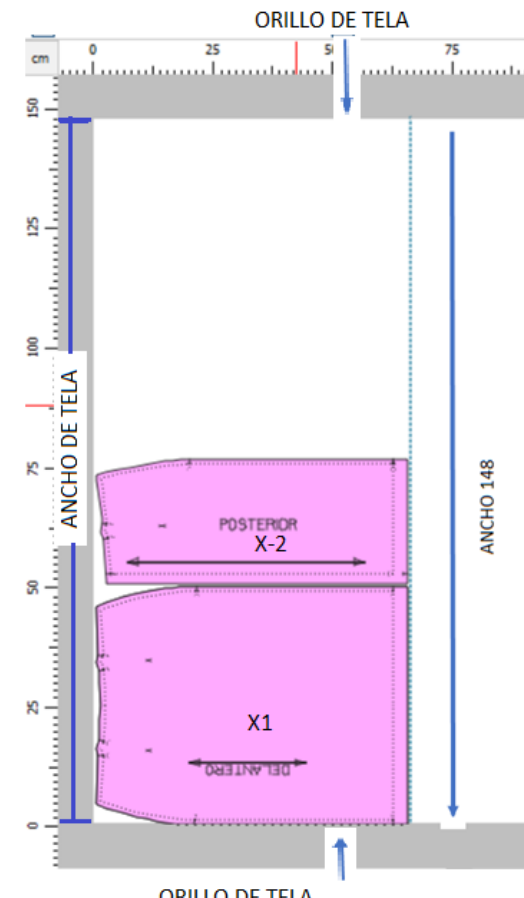 ORILLO DE TELA
cm
0 25 5 75
150
125
100
75
50
25
0
ANCHO DE TELA
ANCHO 148
POSTERIOR
X-2
X1
DELANTERO
ORILLO DE TELA